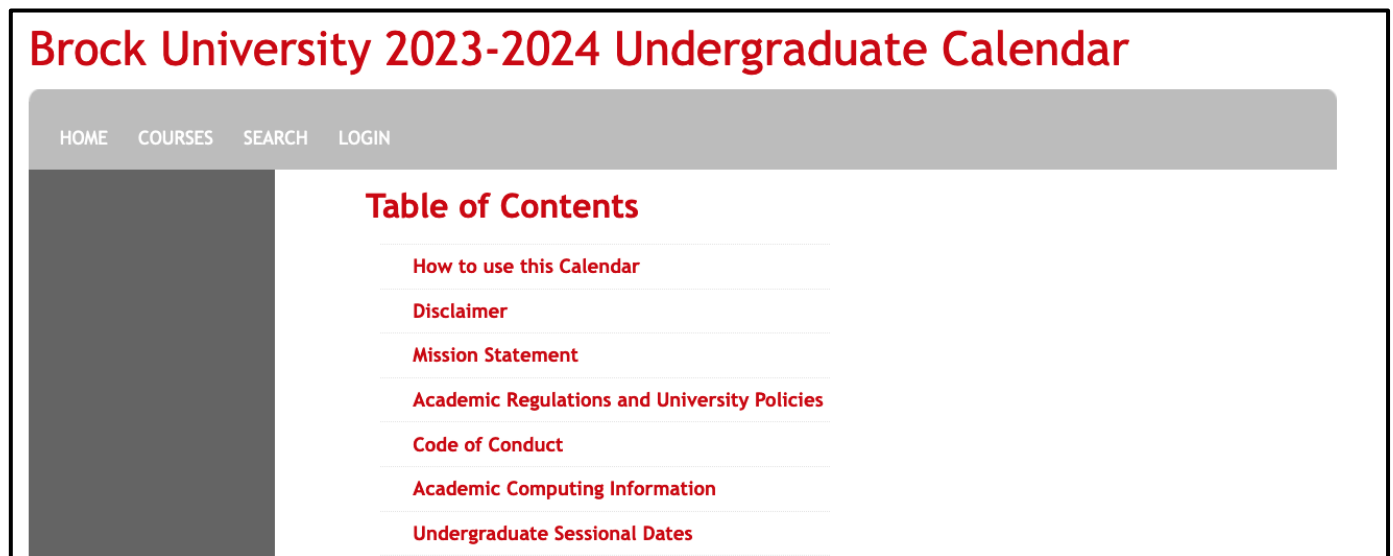 Brock University 2023-2024 Undergraduate Calendar
HOME COURSES SEARCH LOGIN
Table of Contents
How to use this Calendar
Disclaimer
Mission Statement
Academic Regulations and University Policies
Code of Conduct
Academic Computing Information
Undergraduate Sessional Dates